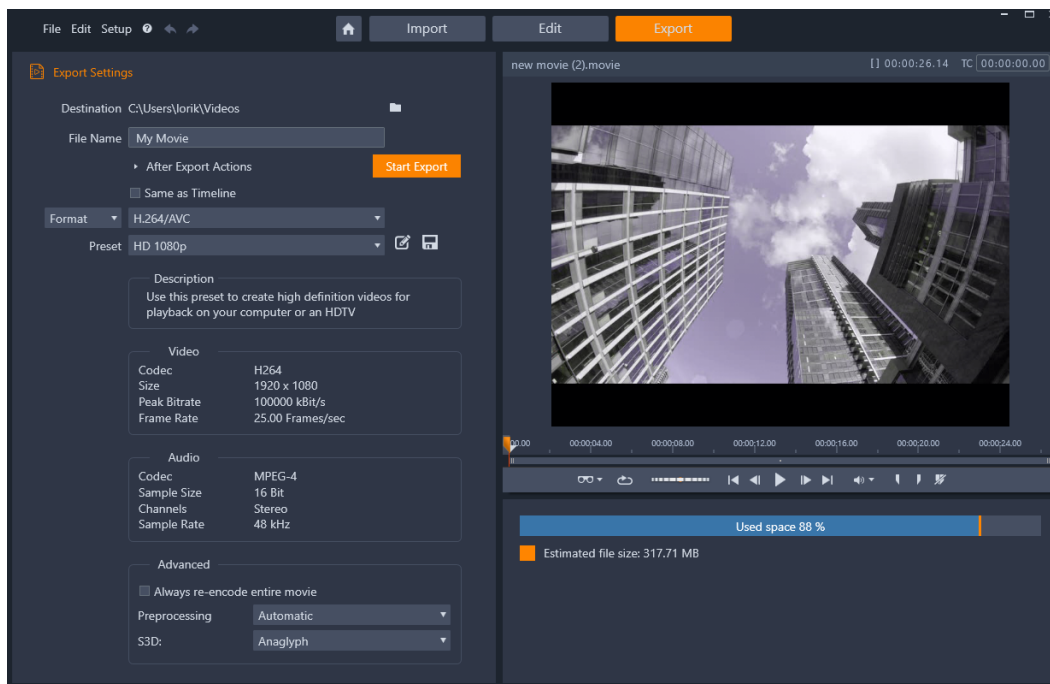 File Edit Setup
Import
Edit
Export
Export Settings
Destination C:\Users\lorik\Videos
File Name My Movie
After Export Actions
Start Export
Same as Timeline
Format H.264/AVC
Preset HD 1080p
Description
Use this preset to create high definition videos for
playback on your computer or an HDTV
Video
Codec H264
Size 1920 x 1080
Peak Bitrate 100000 kBit/s
Frame Rate 25.00 Frames/sec
Audio
Codec MPEG-4
Sample Size 16 Bit
Channels Stereo
Sample Rate 48 kHz
Advanced
Always re-encode entire movie
Preprocessing Automatic
S3D: Anaglyph
new movie (2).movie
[] 00:00:26.14 TC 00:00:00.00
00:00;04.00 00:00;08.00 00:00;12.00 00:00;16.00 00:00;20.00 00:00;24.00
Used space 88 %
Estimated file size: 317.71 MB